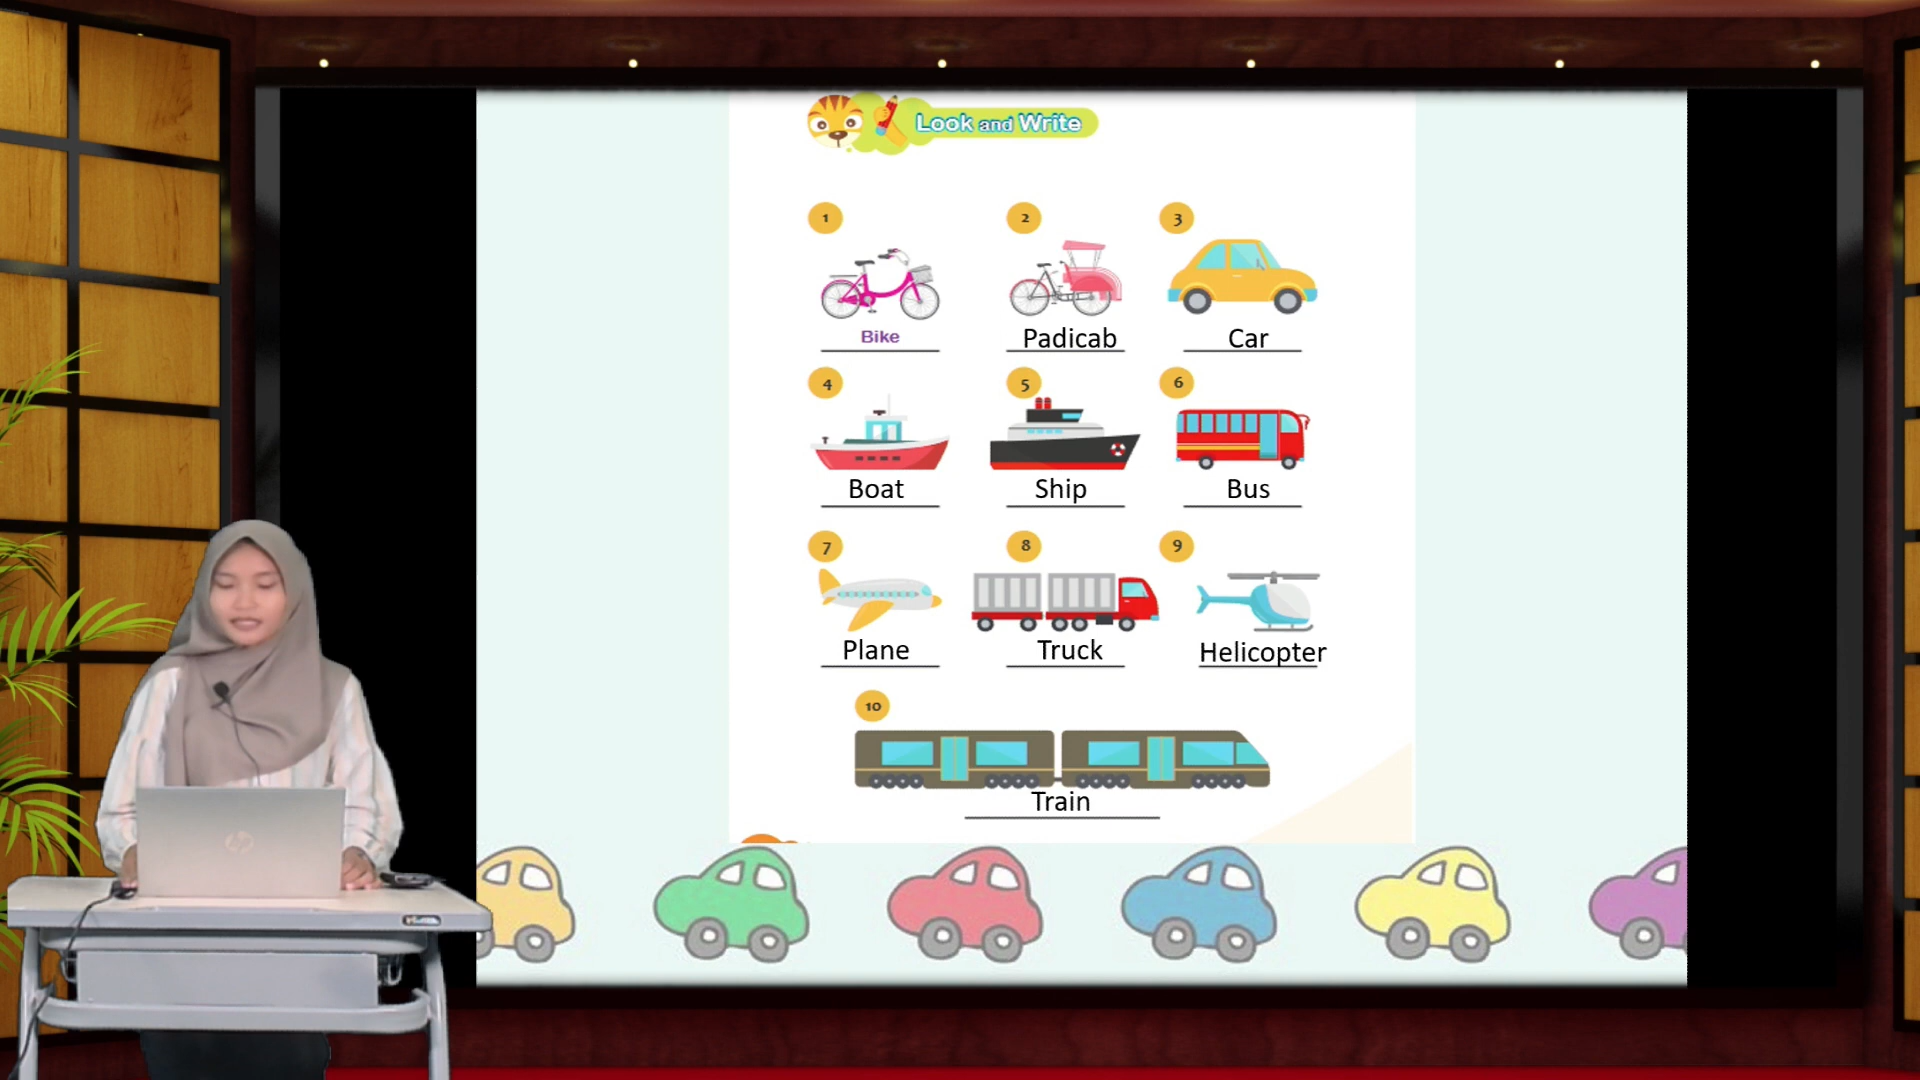 Look and Write
1
2
3
Bike
Padicab
Car
4
5
6
Boat
Ship
Bus
7
8
9
Plane
Truck
Helicopter
10
Train
hp